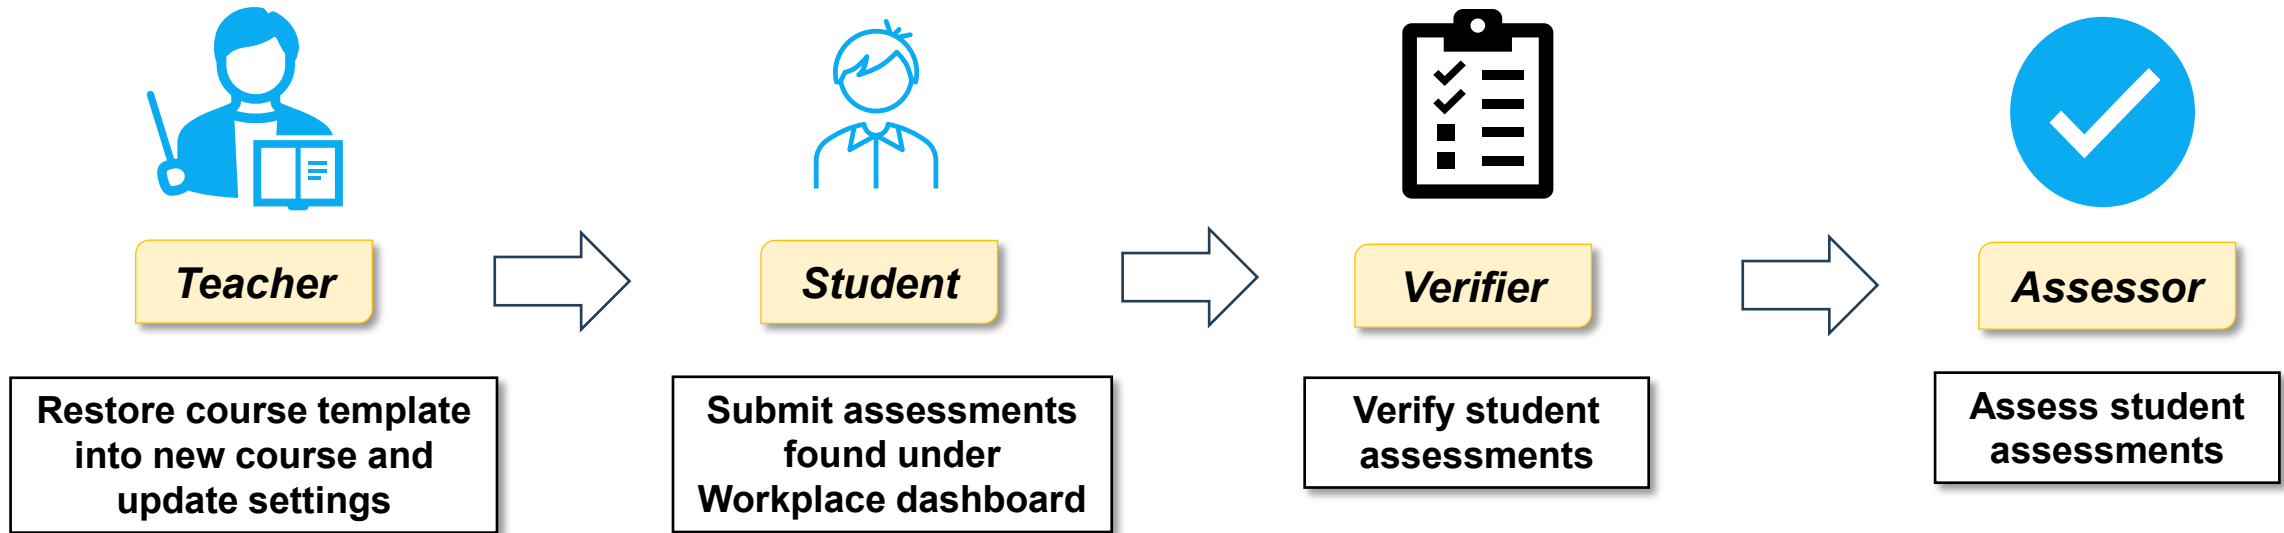 Teacher
Student
Verifier
Assessor
Restore course template
into new course and
update settings
Submit assessments
found under
Workplace dashboard
Verify student
assessments
Assess student
assessments